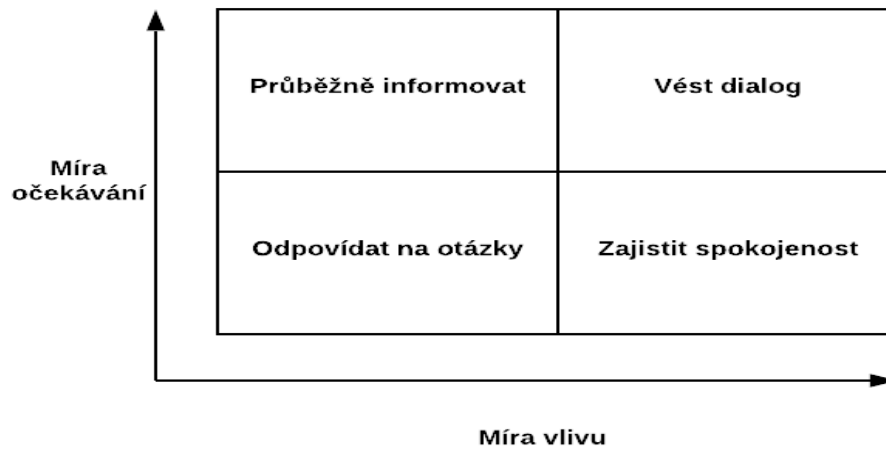 Průběžně informovat
Vést dialog
Míra
očekávání
Odpovídat na otázky
Zajistit spokojenost
Míra vlivu